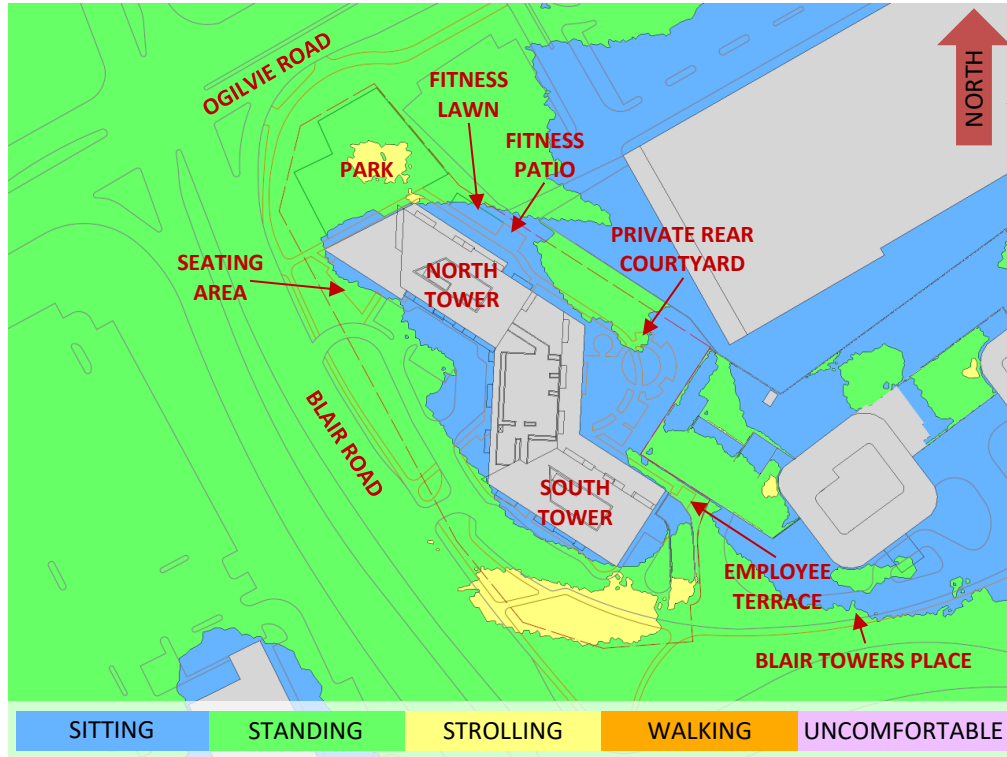 OGILVIE ROAD
NORTH
FITNESS
LAWN
FITNESS
PATIO
PARK
PRIVATE REAR
COURTYARD
SEATING
AREA
NORTH
TOWER
BLAIR ROAD
SOUTH
TOWER
EMPLOYEE
TERRACE
BLAIR TOWERS PLACE
SITTING
STANDING
STROLLING
WALKING
UNCOMFORTABLE